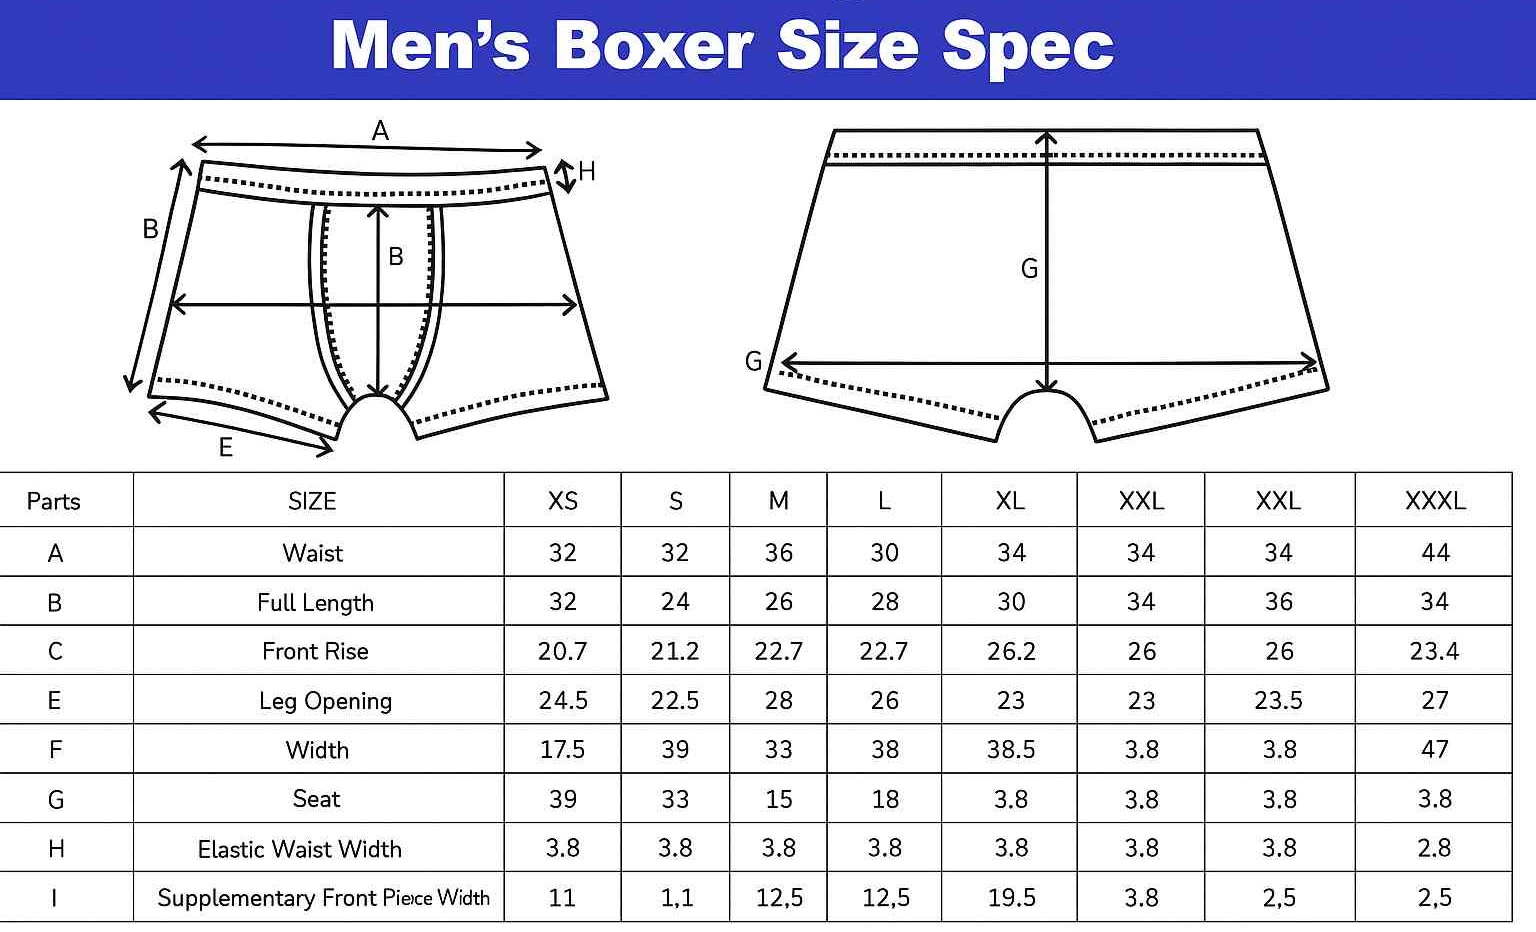 Men's Boxer Size Spec
A
H
B
B
E
G
G
Parts SIZE XS S M L XL XXL XXL XXXL
A Waist 32 32 36 30 34 34 34 44
B Full Length 32 24 26 28 30 34 36 34
C Front Rise 20.7 21.2 22.7 22.7 26.2 26 26 23.4
E Leg Opening 24.5 22.5 28 26 23 23 23.5 27
F Width 17.5 39 33 38 38.5 3.8 3.8 47
G Seat 39 33 15 18 3.8 3.8 3.8 3.8
H Elastic Waist Width 3.8 3.8 3.8 3.8 3.8 3.8 3.8 2.8
I Supplementary Front Width 11 1,1 12,5 12,5 19.5 3.8 2,5 2,5